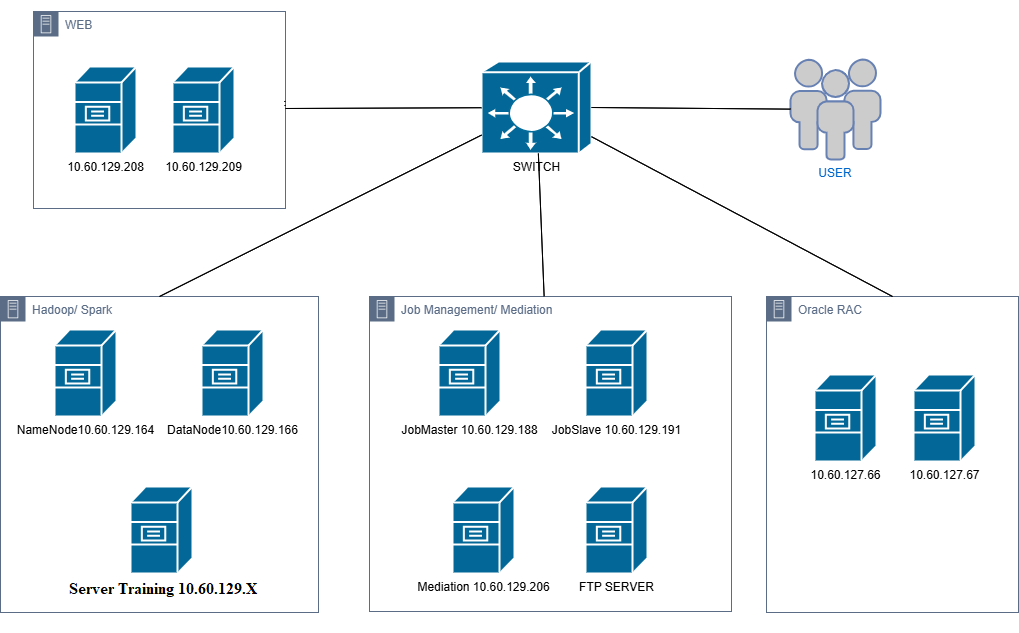 WEB
10.60.129.208
10.60.129.209
SWITCH
USER
Hadoop/ Spark
NameNode10.60.129.164
DataNode10.60.129.166
Server Training 10.60.129.X
Job Management/ Mediation
JobMaster 10.60.129.188
JobSlave 10.60.129.191
Mediation 10.60.129.206
FTP SERVER
Oracle RAC
10.60.127.66
10.60.127.67